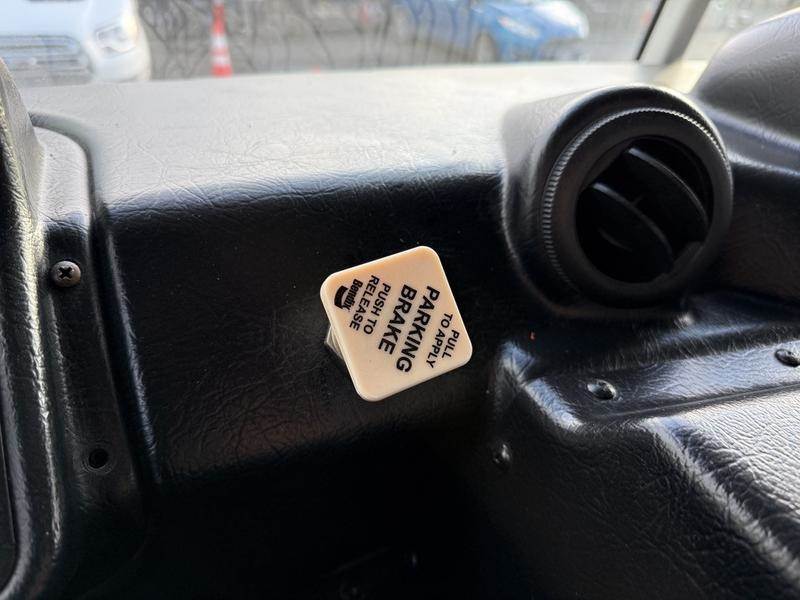 PULL
TO APPLY
PARKING
BRAKE
PUSH TO
RELEASE
Bendix